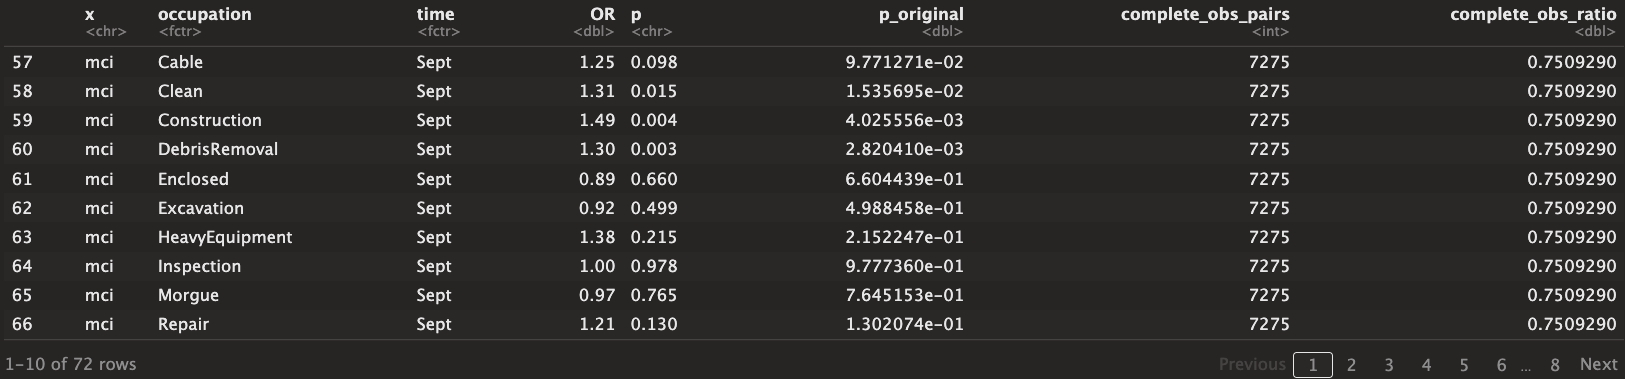 x occupation time OR p p_original complete_obs_pairs complete_obs_ratio
<chr> <fctr> <fctr> <dbl> <chr> <dbl> <int> <dbl>
57 mci Cable Sept 1.25 0.098 9.771271e-02 7275 0.7509290
58 mci Clean Sept 1.31 0.015 1.535695e-02 7275 0.7509290
59 mci Construction Sept 1.49 0.004 4.025556e-03 7275 0.7509290
60 mci DebrisRemoval Sept 1.30 0.003 2.820410e-03 7275 0.7509290
61 mci Enclosed Sept 0.89 0.660 6.604439e-01 7275 0.7509290
62 mci Excavation Sept 0.92 0.499 4.988458e-01 7275 0.7509290
63 mci HeavyEquipment Sept 1.38 0.215 2.152247e-01 7275 0.7509290
64 mci Inspection Sept 1.00 0.978 9.777360e-01 7275 0.7509290
65 mci Morgue Sept 0.97 0.765 7.645153e-01 7275 0.7509290
66 mci Repair Sept 1.21 0.130 1.302074e-01 7275 0.7509290
1-10 of 72 rows Previous 1 2 3 4 5 6 ... 8 Next